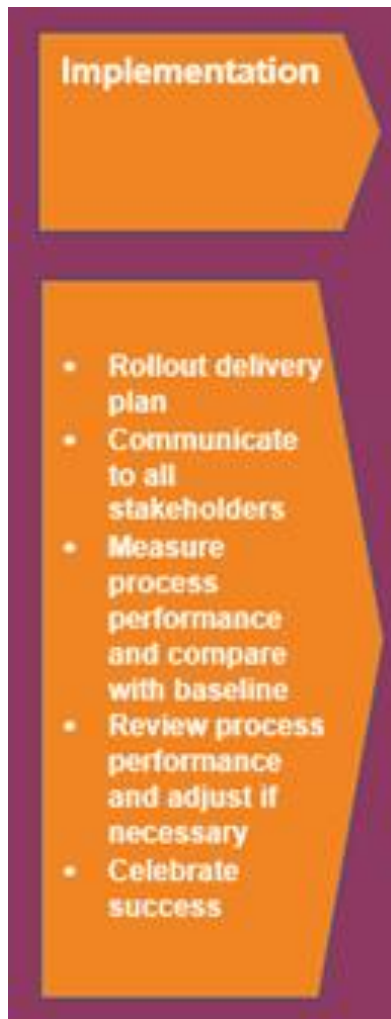 Implementation
• Rollout delivery
plan
• Communicate
to all
stakeholders
• Measure
process
performance
and compare
with baseline
• Review process
performance
and adjust if
necessary
• Celebrate
success